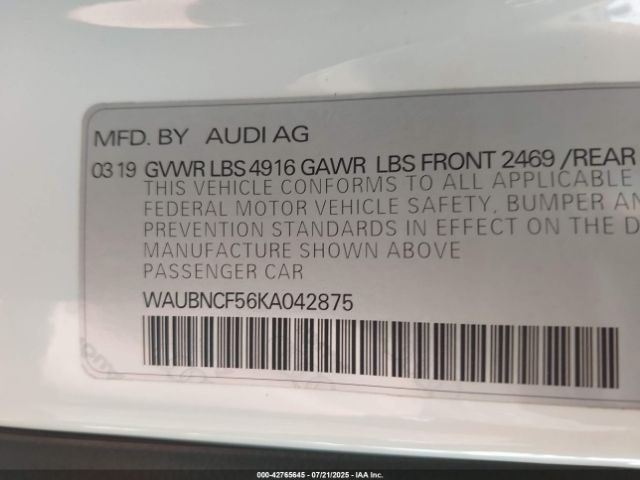 MFD. BY AUDI AG
03 19 GVWR LBS 4916 GAWR LBS FRONT 2469 /REAR
THIS VEHICLE CONFORMS TO ALL APPLICABLE
FEDERAL MOTOR VEHICLE SAFETY, BUMPER AN
PREVENTION STANDARDS IN EFFECT ON THE D
MANUFACTURE SHOWN ABOVE
PASSENGER CAR
WAUBNCF56KA042875
000-42765645 07/21/2025 IAA Inc.